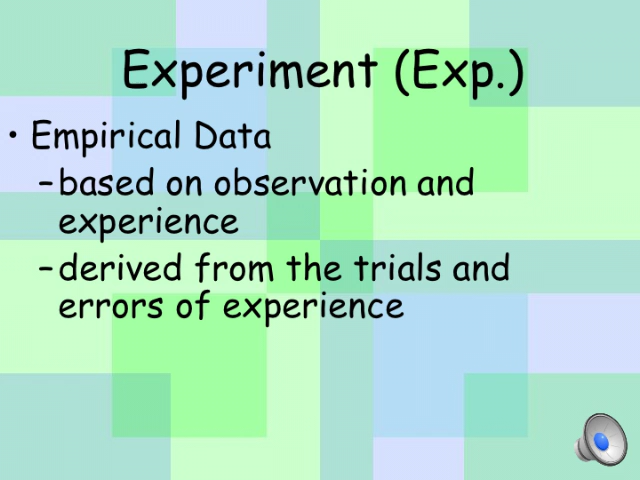 Experiment (Exp.)
• Empirical Data
–based on observation and
experience
–derived from the trials and
errors of experience